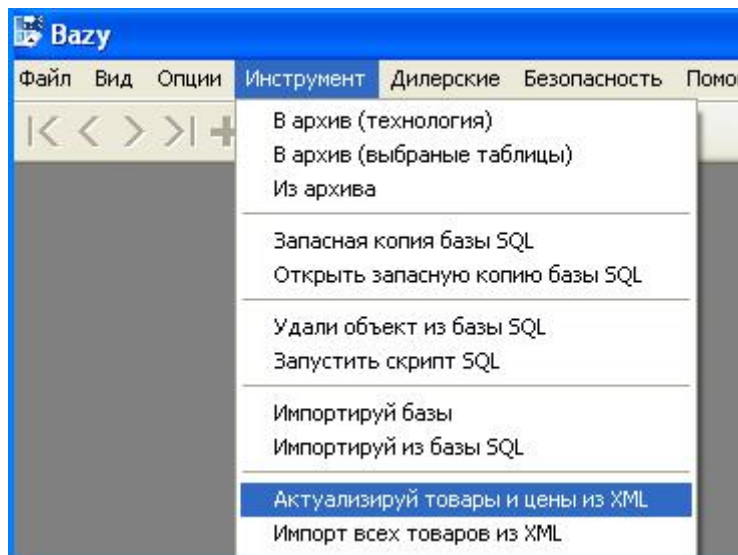 Bazy
Файл Вид Опции Инструмент Дилерские Безопасность
В архив (технология)
В архив (выбраные таблицы)
Из архива
Запасная копия базы SQL
Открыть запасную копию базы SQL
Удали объект из базы SQL
Запустить скрипт SQL
Импортируй базы
Импортируй из базы SQL
Актуализируй товары и цены из XML
Импорт всех товаров из XML